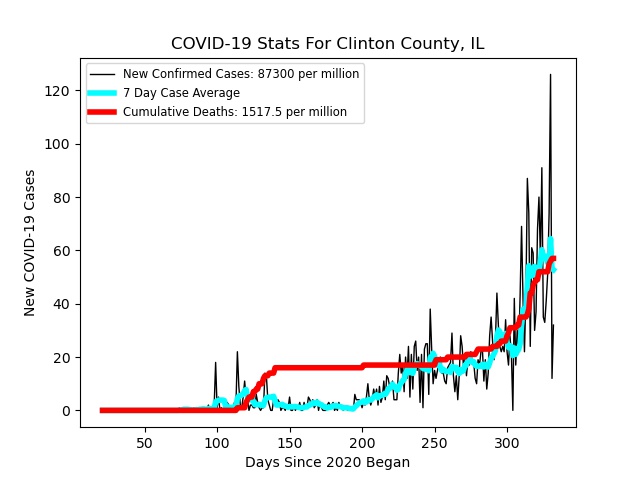 COVID-19 Stats For Clinton County, IL
New Confirmed Cases: 87300 per million
7 Day Case Average
Cumulative Deaths: 1517.5 per million
New COVID-19 Cases
120
100
80
60
40
20
0
50
100
150
200
250
300
Days Since 2020 Began